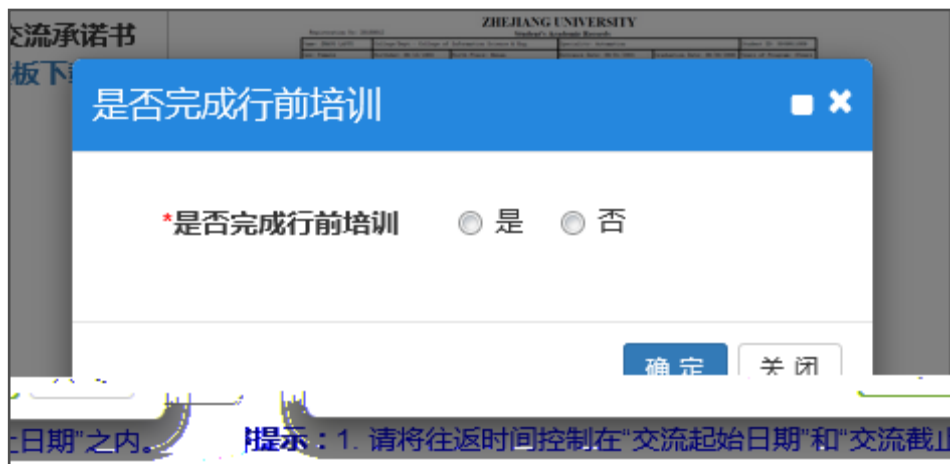 交流承诺书
ZHEJIANG UNIVERSITY
Student's Academic Records
板下
是否完成行前培训
*是否完成行前培训 是 否
确定 关闭
上日期”之内。
提示：1. 请将往返时间控制在“交流起始日期”和“交流截止